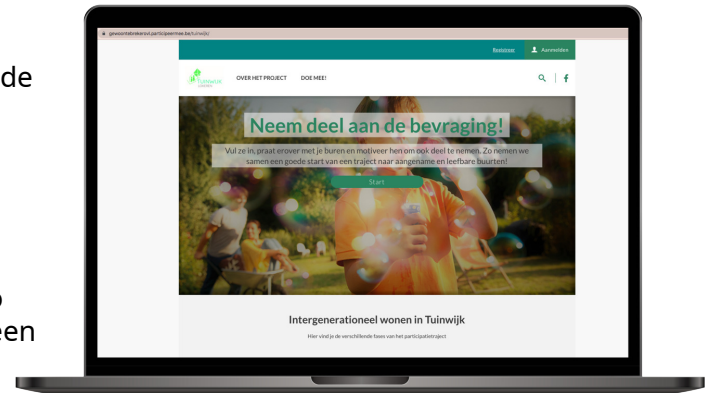 de
een
gewoontebrekerovl.participeermee.be/tuinwijk/
Registreer
Aanmelden
Tuinwijk
OVER HET PROJECT DOE MEE!
Neem deel aan de bevraging!
Vul ze in, praat erover met je buren en motiveer hen om ook deel te nemen. Zo nemen we
samen een goede start van een traject naar aangename en leefbare buurten!
Start
Intergenerationeel wonen in Tuinwijk
Hier vind je de verschillende fases van het participatietraject